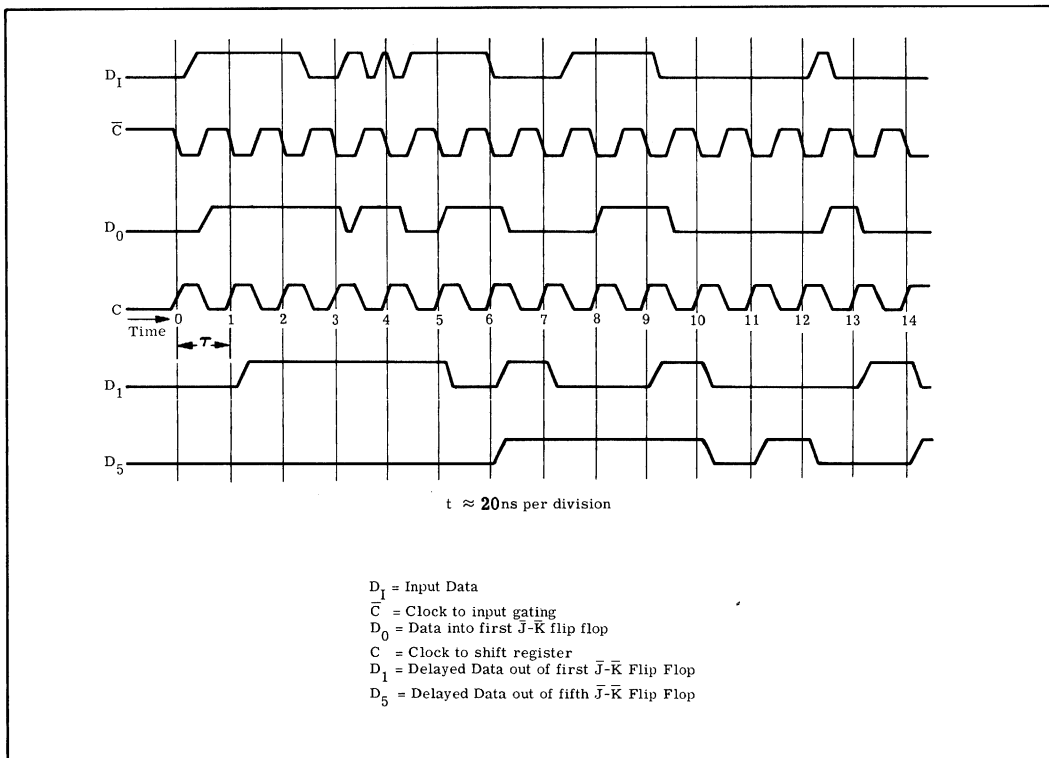 D_I
C̅
D_0
C
0 1 2 3 4 5 6 7 8 9 10 11 12 13 14
Time
τ
D_1
D_5
t ≈ 20ns per division
D_I = Input Data
C̅ = Clock to input gating
D_0 = Data into first J̅-K̅ flip flop
C = Clock to shift register
D_1 = Delayed Data out of first J̅-K̅ Flip Flop
D_5 = Delayed Data out of fifth J̅-K̅ Flip Flop